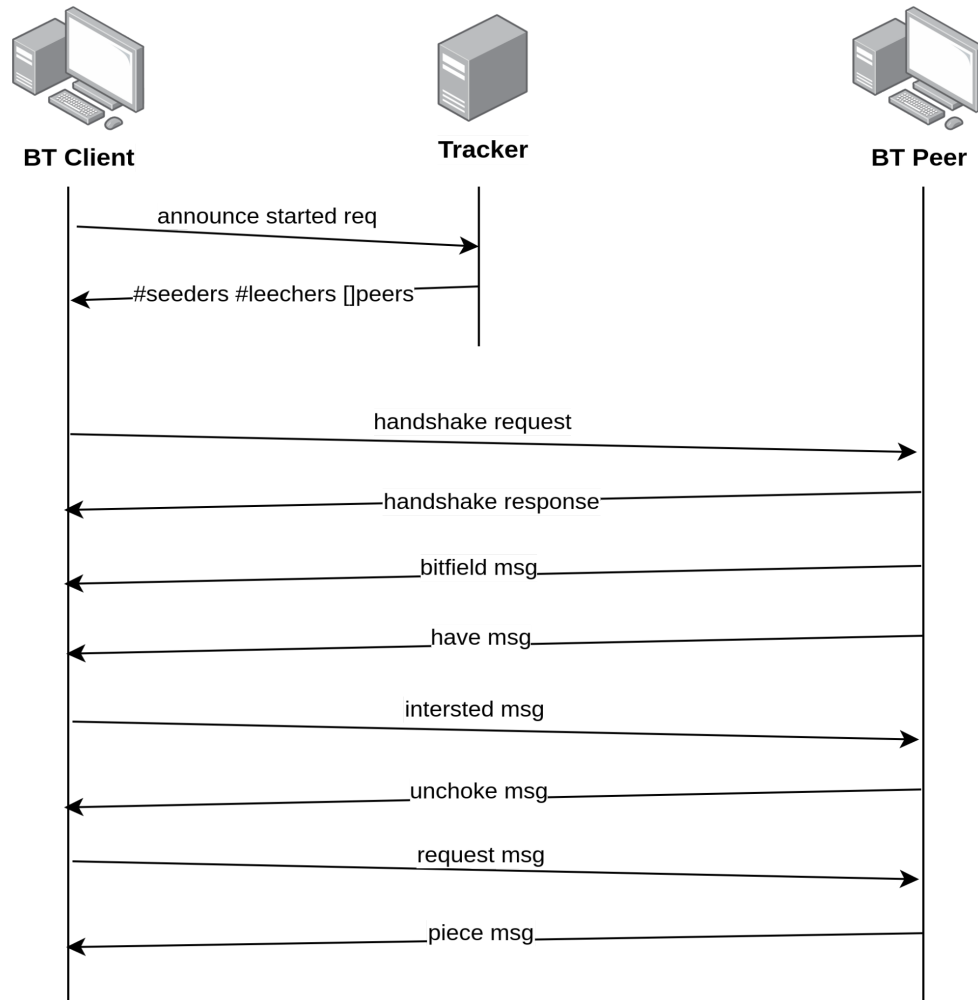 BT Client
Tracker
BT Peer
announce started req
#seeders #leechers []peers
handshake request
handshake response
bitfield msg
have msg
intersted msg
unchoke msg
request msg
piece msg